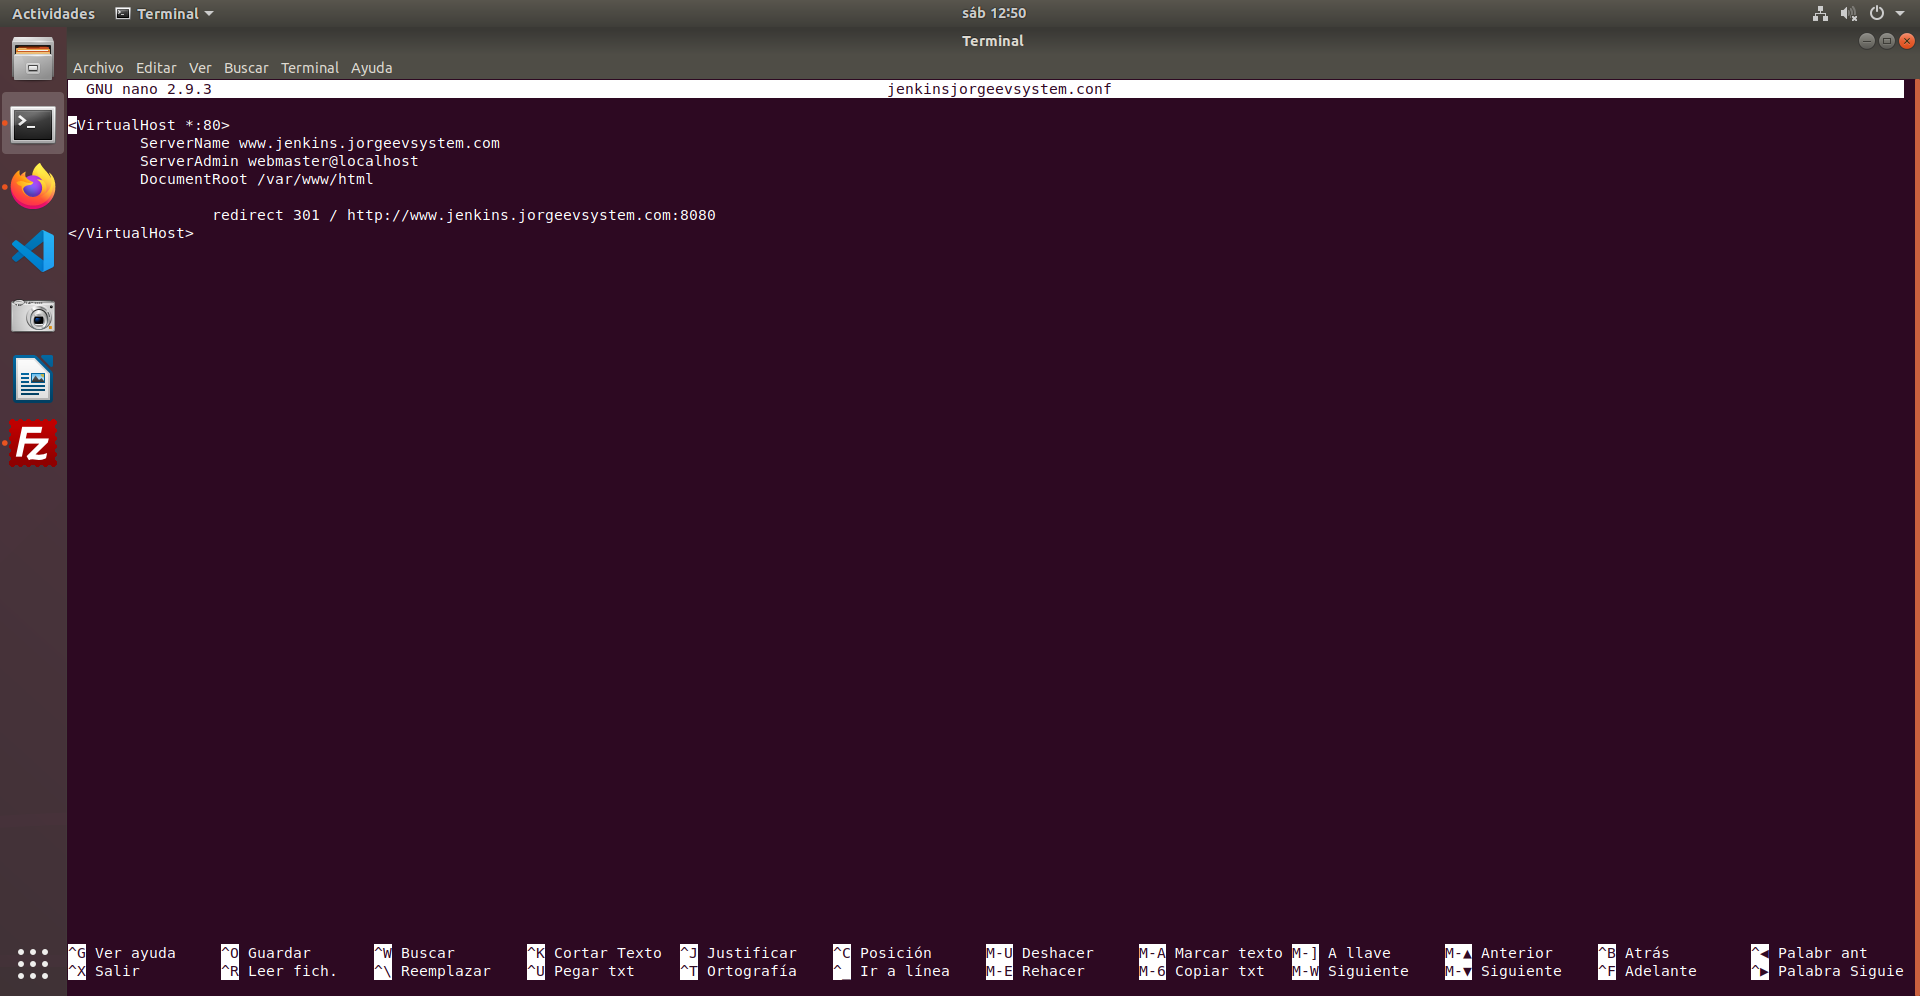 Actividades Terminal sáb 12:50
Terminal
Archivo Editar Ver Buscar Terminal Ayuda
GNU nano 2.9.3 jenkinsjorgeevsystem.conf
<VirtualHost *:80>
ServerName www.jenkins.jorgeevsystem.com
ServerAdmin webmaster@localhost
DocumentRoot /var/www/html
redirect 301 / http://www.jenkins.jorgeevsystem.com:8080
</VirtualHost>
^G Ver ayuda ^O Guardar ^W Buscar ^K Cortar Texto ^J Justificar ^C Posición M-U Deshacer M-A Marcar texto M-] A llave M-▲ Anterior ^B Atrás ^◀ Palabr ant
^X Salir ^R Leer fich. ^\ Reemplazar ^U Pegar txt ^T Ortografía ^_ Ir a línea M-E Rehacer M-6 Copiar txt M-W Siguiente M-▼ Siguiente ^F Adelante ^▶ Palabra Siguie
Fz